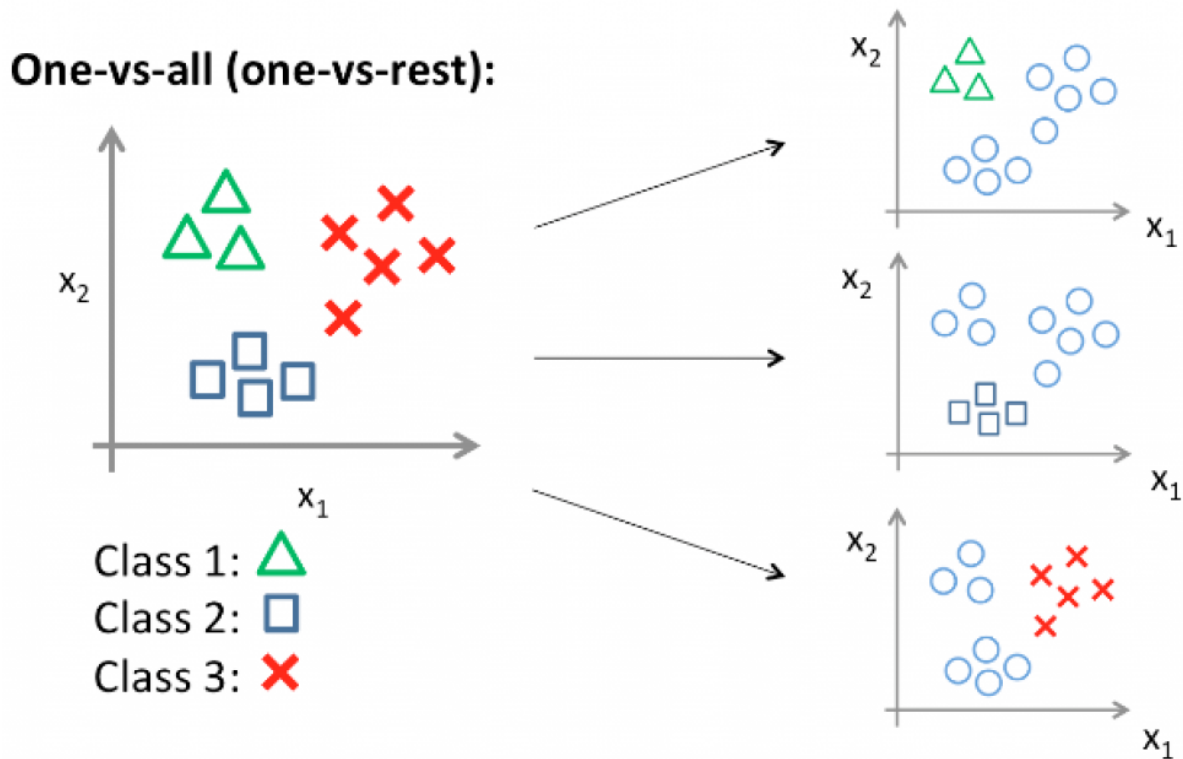 One-vs-all (one-vs-rest):
x₂
x₁
Class 1:
Class 2:
Class 3:
x₂
x₁
x₂
x₁
x₂
x₁